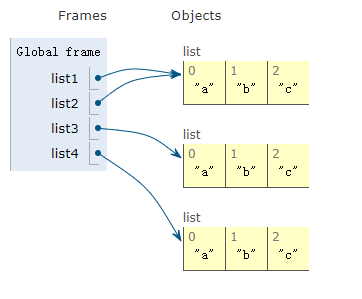 Frames Objects
Global frame
list1
list2
list3
list4
list
0 1 2
"a" "b" "c"
list
0 1 2
"a" "b" "c"
list
0 1 2
"a" "b" "c"